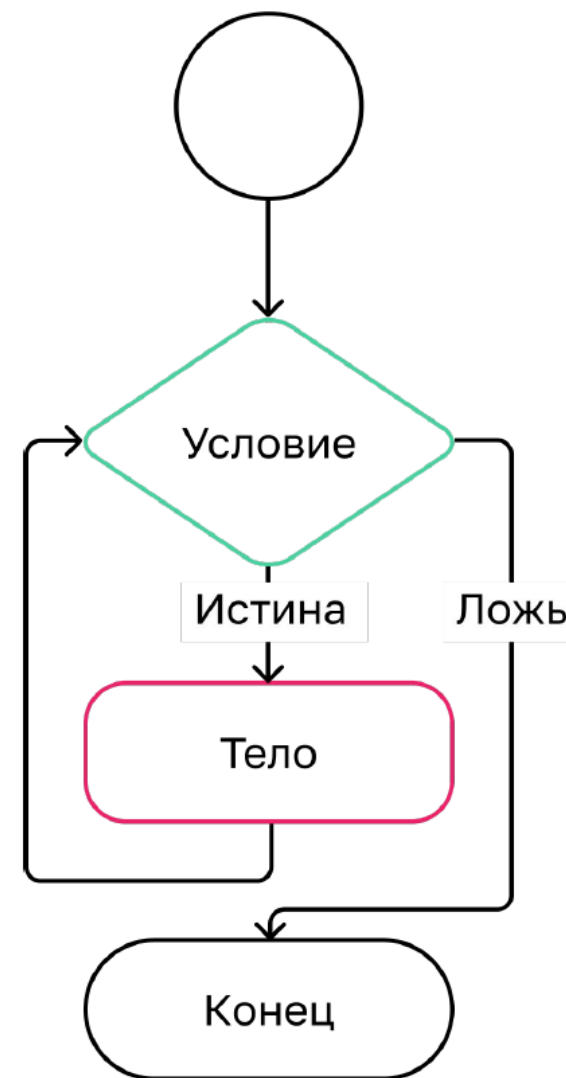 Условие
Истина
Ложь
Тело
Конец